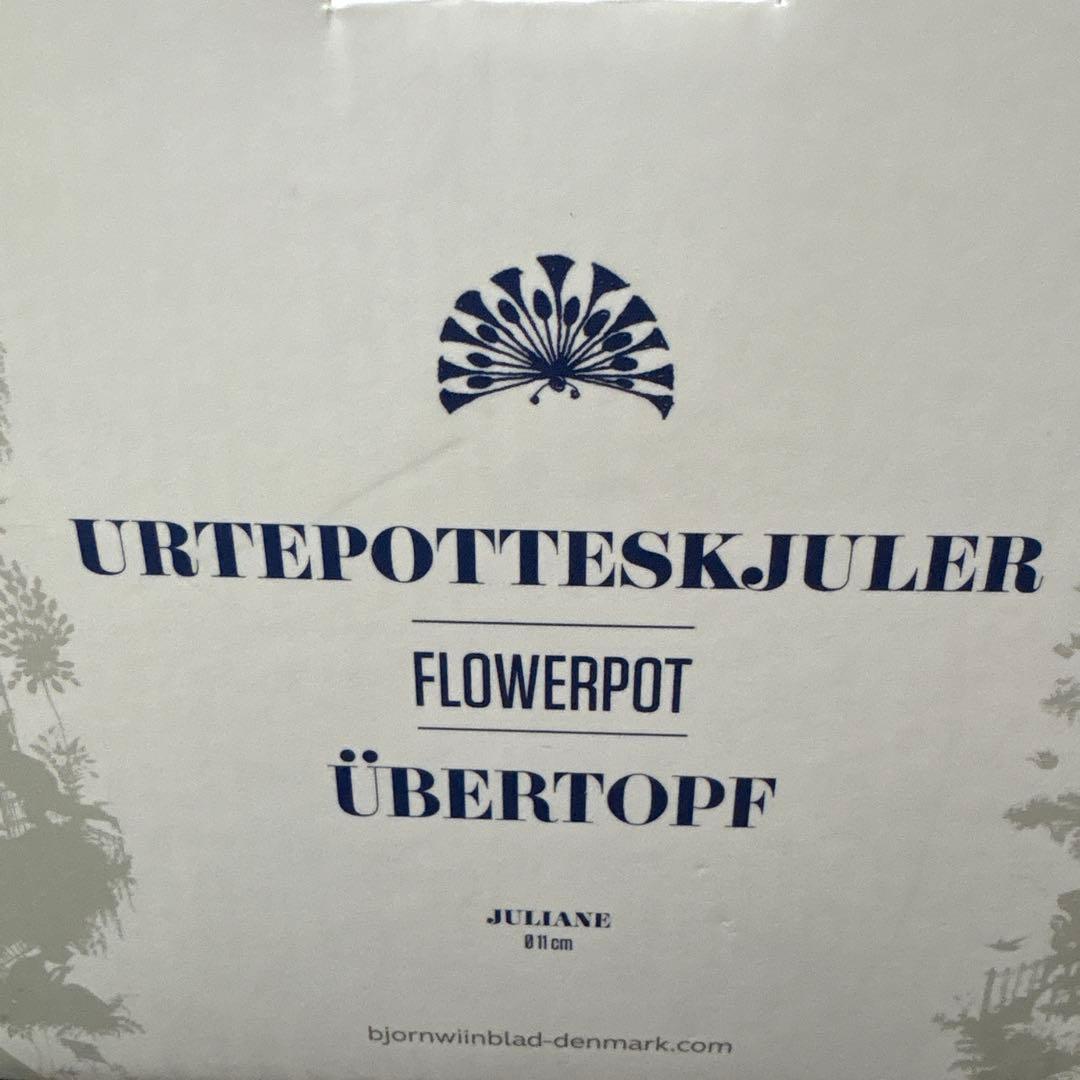 URTEPOTTESKJULER
FLOWERPOT
ÜBERTOPF
JULIANE
Ø 11 cm
bjornwiinblad-denmark.com